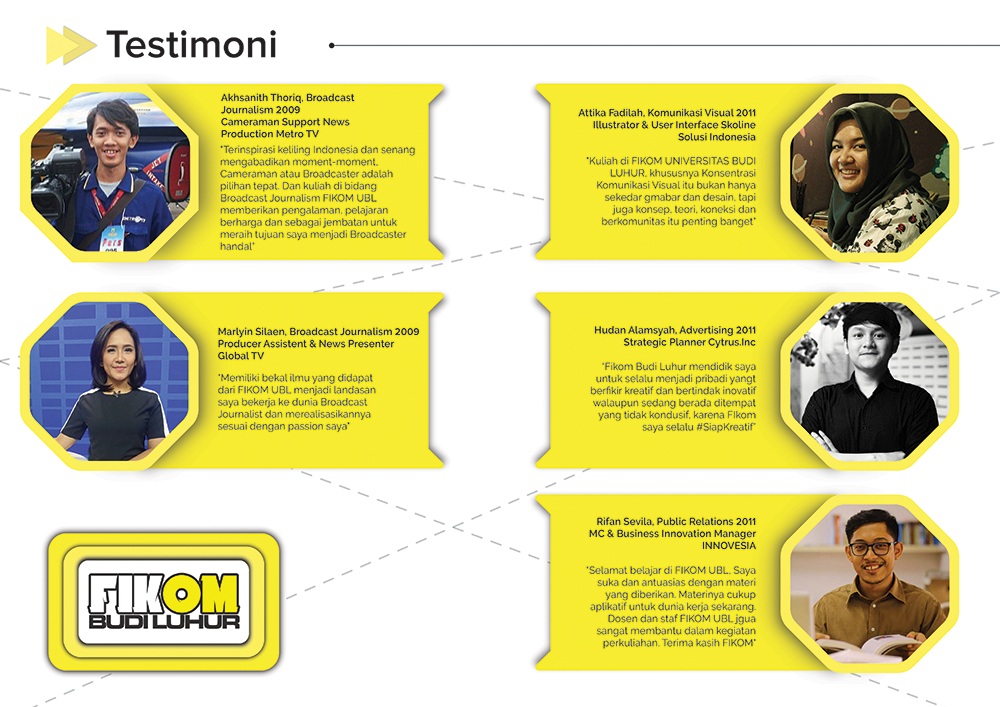 Testimoni
Akhsanith Thoriq, Broadcast
Journalism 2009
Cameraman Support News
Production Metro TV
"Terinspirasi keliling Indonesia dan senang
mengabadikan moment-moment,
Cameraman atau Broadcaster adalah
pilihan tepat. Dan kuliah di bidang
Broadcast Journalism FIKOM UBL
memberikan pengalaman, pelajaran
berharga dan sebagai jembatan untuk
meraih tujuan saya menjadi Broadcaster
handal"
Attika Fadilah, Komunikasi Visual 2011
Illustrator & User Interface Skoline
Solusi Indonesia
"Kuliah di FIKOM UNIVERSITAS BUDI
LUHUR, khususnya Konsentrasi
Komunikasi Visual itu bukan hanya
sekedar gmabar dan desain, tapi
juga konsep, teori, koneksi dan
berkomunitas itu penting banget"
Marlyin Silaen, Broadcast Journalism 2009
Producer Assistent & News Presenter
Global TV
"Memiliki bekal ilmu yang didapat
dari FIKOM UBL menjadi landasan
saya bekerja ke dunia Broadcast
Journalist dan merealisasikannya
sesuai dengan passion saya"
Hudan Alamsyah, Advertising 2011
Strategic Planner Cytrus.Inc
"Fikom Budi Luhur mendidik saya
untuk selalu menjadi pribadi yangt
berfikir kreatif dan bertindak inovatif
walaupun sedang berada ditempat
yang tidak kondusif, karena FIkom
saya selalu #SiapKreatif"
Rifan Sevila, Public Relations 2011
MC & Business Innovation Manager
INNOVESIA
"Selamat belajar di FIKOM UBL, Saya
suka dan antuasias dengan materi
yang diberikan. Materinya cukup
aplikatif untuk dunia kerja sekarang.
Dosen dan staf FIKOM UBL jgua
sangat membantu dalam kegiatan
perkuliahan. Terima kasih FIKOM"
FIKOM
BUDI LUHUR